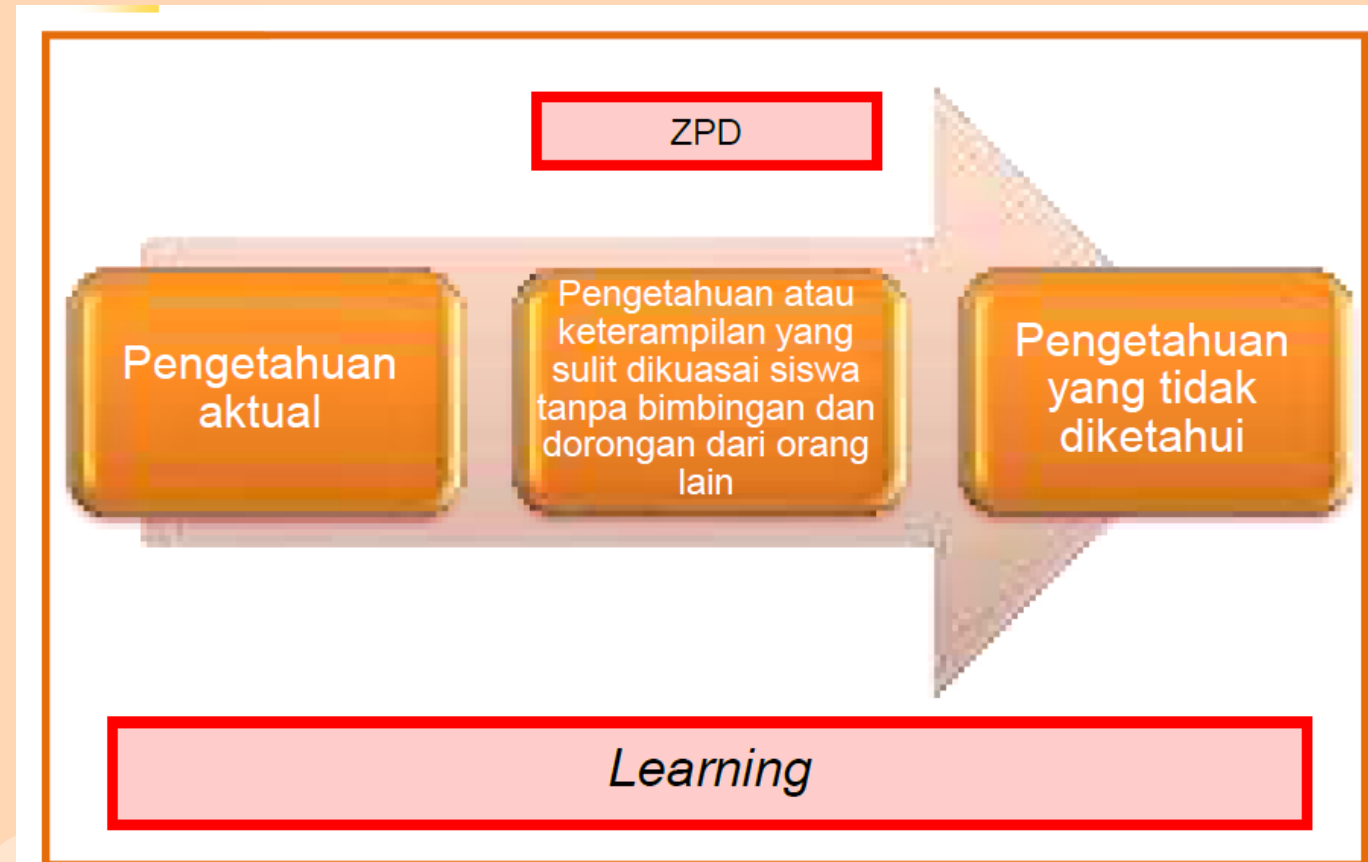 ZPD
Pengetahuan
aktual
Pengetahuan atau
keterampilan yang
sulit dikuasai siswa
tanpa bimbingan dan
dorongan dari orang
lain
Pengetahuan
yang tidak
diketahui
Learning